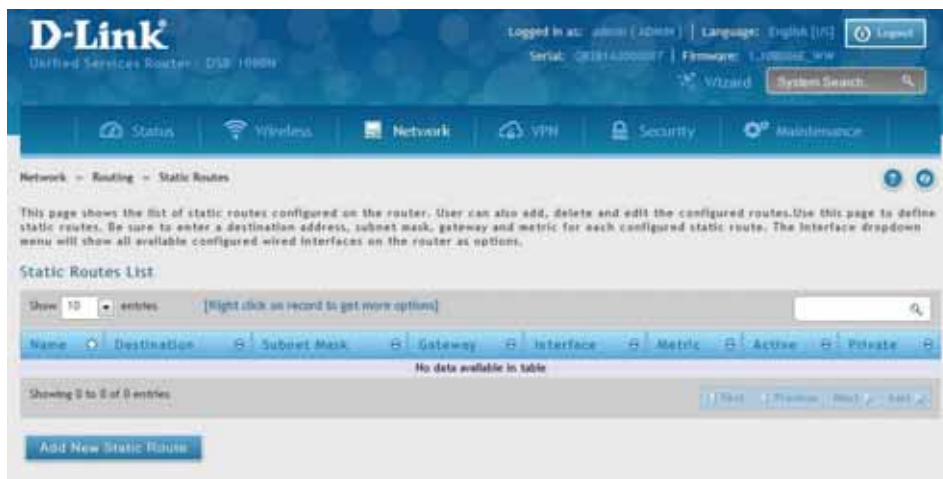 D-Link
Unified Services Router - DSR-1000N
Logged in as: admin ( ADMIN ) | Language: English [US]
Logout
Serial: | Firmware:
Wizard
System Search
Status
Wireless
Network
VPN
Security
Maintenance
Network » Routing » Static Routes
This page shows the list of static routes configured on the router. User can also add, delete and edit the configured routes.Use this page to define
static routes. Be sure to enter a destination address, subnet mask, gateway and metric for each configured static route. The Interface dropdown
menu will show all available configured wired interfaces on the router as options.
Static Routes List
Show 10 entries
[Right click on record to get more options]
Name Destination Subnet Mask Gateway Interface Metric Active Private
No data available in table
Showing 0 to 0 of 0 entries
First Previous Next Last
Add New Static Route